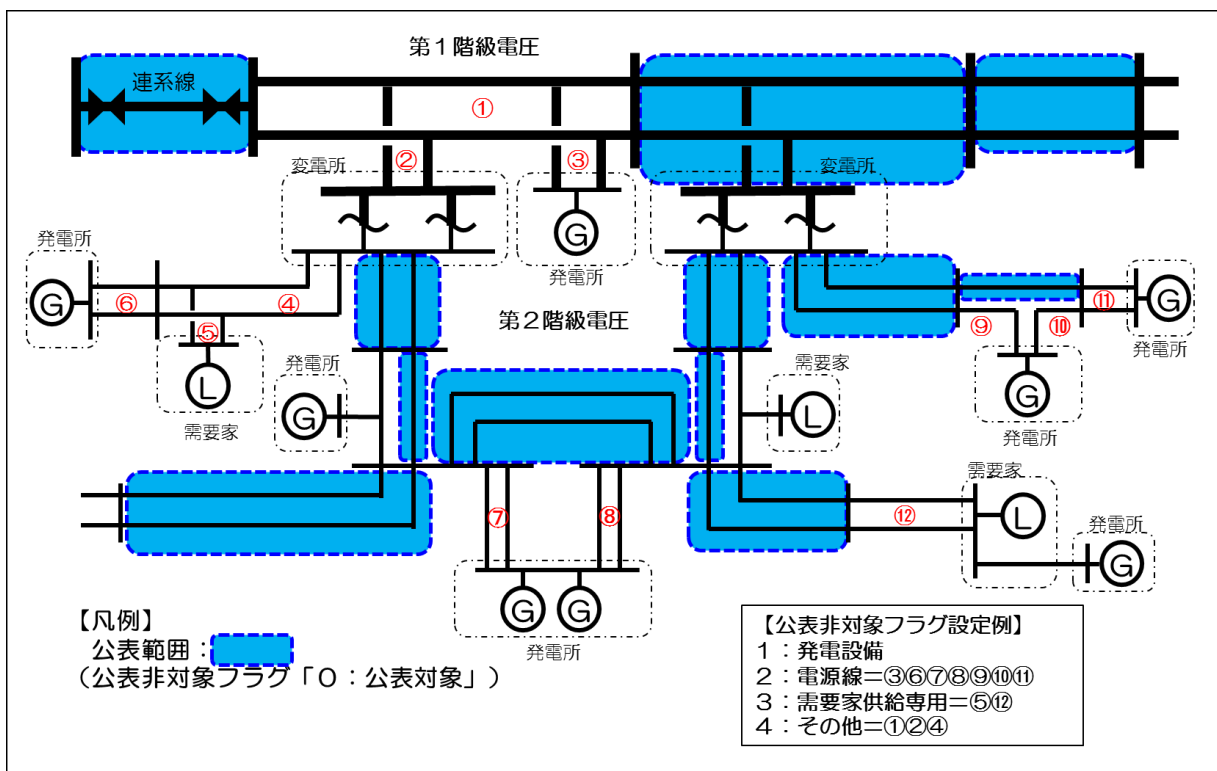 第１階級電圧
連系線
①
変電所
②
③
変電所
発電所
G
G
発電所
発電所
G
⑥
④
⑤
L
需要家
第２階級電圧
⑨
⑩
⑪
G
発電所
G
発電所
発電所
G
需要家
L
⑦
⑧
⑫
需要家
L
発電所
G
G
G
発電所
【凡例】
公表範囲：
（公表非対象フラグ「０：公表対象」）
【公表非対象フラグ設定例】
１：発電設備
２：電源線＝③⑥⑦⑧⑨⑩⑪
３：需要家供給専用＝⑤⑫
４：その他＝①②④